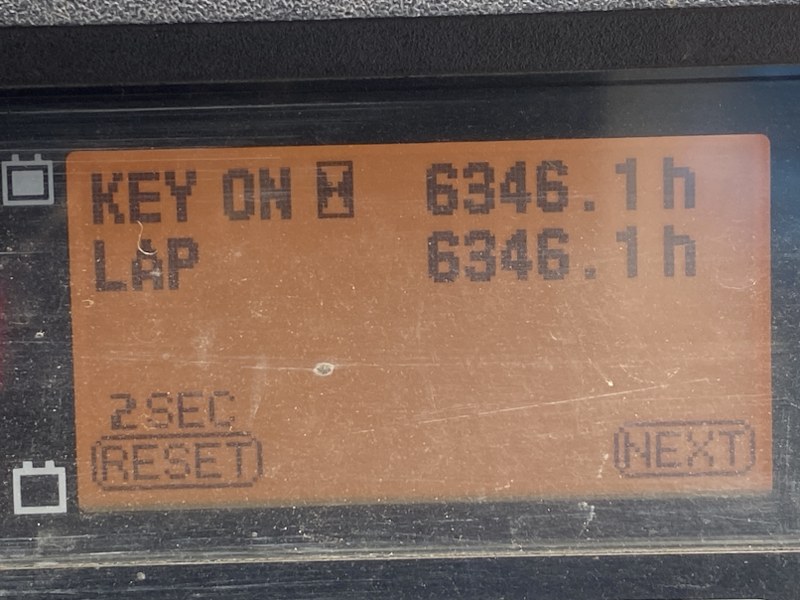 KEY ON ⌛ 6346.1h
LAP 6346.1h
2SEC
RESET
NEXT